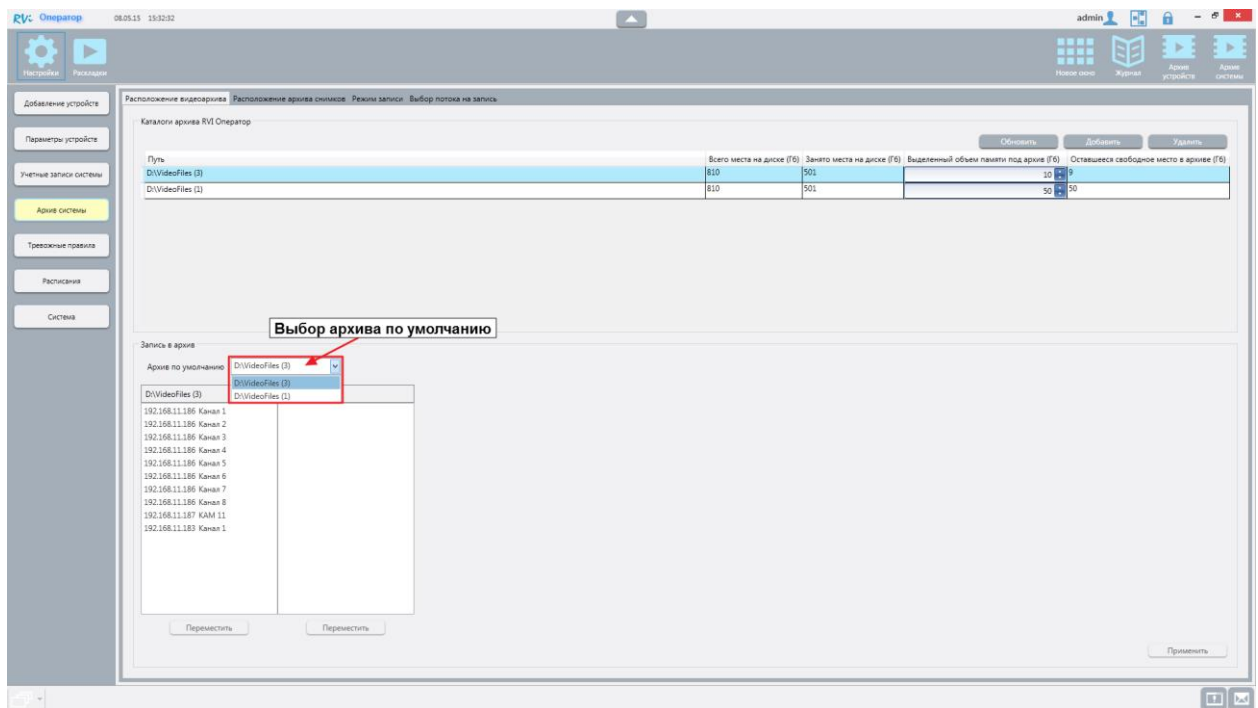 RVi Оператор 08.05.15 15:32:32 admin
Настройки Раскладки Новое окно Журнал Архив устройств Архив системы
Добавление устройств
Параметры устройств
Учетные записи системы
Архив системы
Тревожные правила
Расписания
Система
Расположение видеоархива Расположение архива снимков Режим записи Выбор потока на запись
Каталоги архива RVI Оператор
Обновить Добавить Удалить
Путь Всего места на диске (Гб) Занято места на диске (Гб) Выделенный объем памяти под архив (Гб) Оставшееся свободное место в архиве (Гб)
D:\VideoFiles (3) 810 501 10 9
D:\VideoFiles (1) 810 501 50 50
Выбор архива по умолчанию
Запись в архив
Архив по умолчанию D:\VideoFiles (3)
D:\VideoFiles (3)
D:\VideoFiles (1)
D:\VideoFiles (3)
192.168.11.186 Канал 1
192.168.11.186 Канал 2
192.168.11.186 Канал 3
192.168.11.186 Канал 4
192.168.11.186 Канал 5
192.168.11.186 Канал 6
192.168.11.186 Канал 7
192.168.11.186 Канал 8
192.168.11.187 КАМ 11
192.168.11.183 Канал 1
Переместить Переместить
Применить